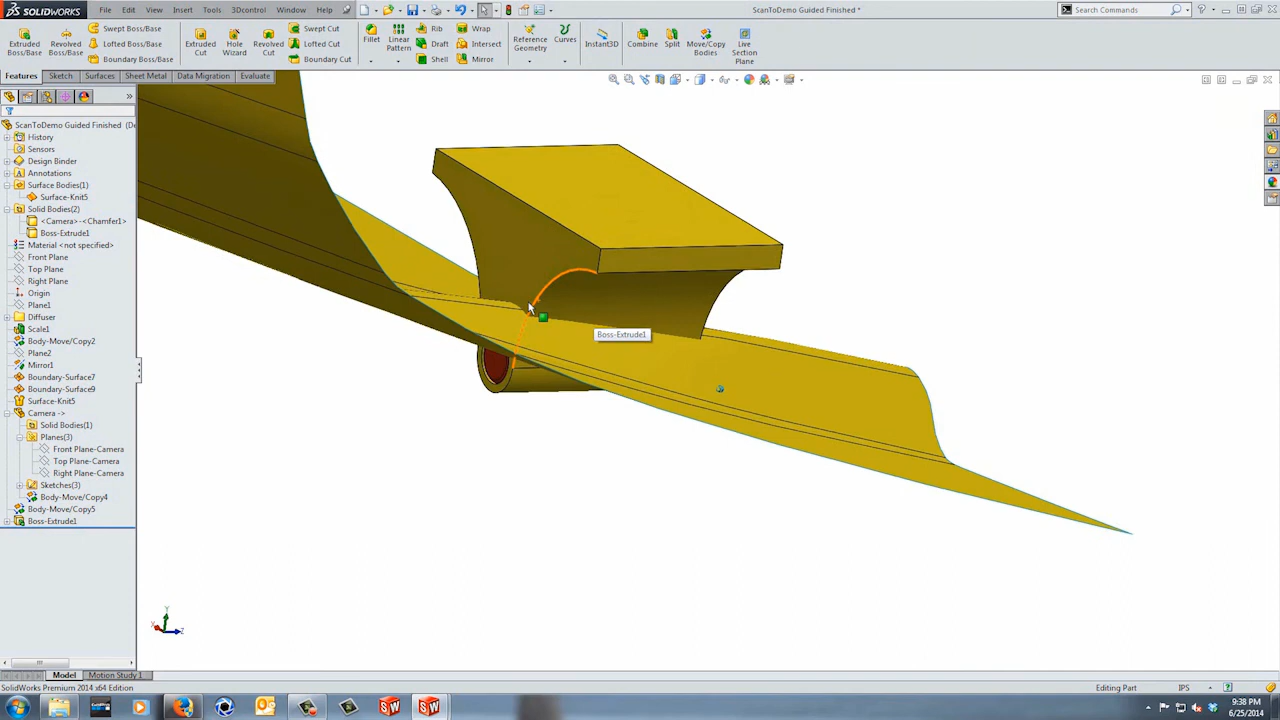 SOLIDWORKS
File Edit View Insert Tools 3Dcontrol Window Help
ScanToDemo Guided Finished *
Search Commands
Extruded Boss/Base
Revolved Boss/Base
Swept Boss/Base
Lofted Boss/Base
Boundary Boss/Base
Extruded Cut
Hole Wizard
Revolved Cut
Swept Cut
Lofted Cut
Boundary Cut
Fillet
Linear Pattern
Rib
Draft
Shell
Wrap
Intersect
Mirror
Reference Geometry
Curves
Instant3D
Combine
Split
Move/Copy Bodies
Live Section Plane
Features Sketch Surfaces Sheet Metal Data Migration Evaluate
ScanToDemo Guided Finished (De
History
Sensors
Design Binder
Annotations
Surface Bodies(1)
Surface-Knit5
Solid Bodies(2)
<Camera>-<Chamfer1>
Boss-Extrude1
Material <not specified>
Front Plane
Top Plane
Right Plane
Origin
Plane1
Diffuser
Scale1
Body-Move/Copy2
Plane2
Mirror1
Boundary-Surface7
Boundary-Surface9
Surface-Knit5
Camera ->
Solid Bodies(1)
Planes(3)
Front Plane-Camera
Top Plane-Camera
Right Plane-Camera
Sketches(3)
Body-Move/Copy4
Body-Move/Copy5
Boss-Extrude1
Boss-Extrude1
Y
X
Z
Model Motion Study 1
SolidWorks Premium 2014 x64 Edition
Editing Part IPS
9:38 PM
6/25/2014